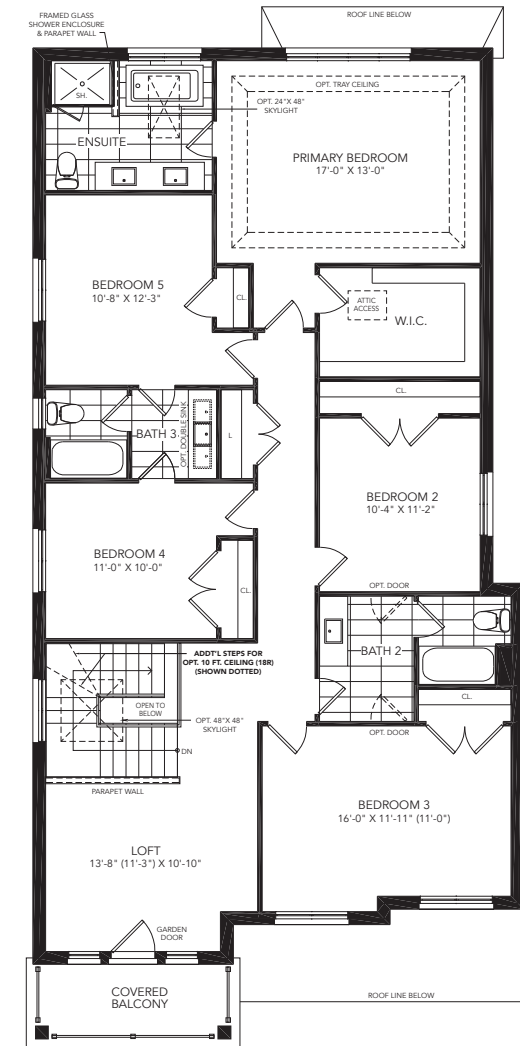 FRAMED GLASS
SHOWER ENCLOSURE
& PARAPET WALL
ROOF LINE BELOW
OPT. TRAY CEILING
SH.
OPT. 24"X 48"
SKYLIGHT
ENSUITE
PRIMARY BEDROOM
17'-0" X 13'-0"
BEDROOM 5
10'-8" X 12'-3"
CL.
ATTIC
ACCESS
W.I.C.
CL.
BATH 3
OPT. DOUBLE SINK
L
BEDROOM 2
10'-4" X 11'-2"
BEDROOM 4
11'-0" X 10'-0"
CL.
OPT. DOOR
ADDT'L STEPS FOR
OPT. 10 FT. CEILING (18R)
(SHOWN DOTTED)
BATH 2
OPEN TO
BELOW
OPT. 48"X 48"
SKYLIGHT
CL.
OPT. DOOR
DN
PARAPET WALL
BEDROOM 3
16'-0" X 11'-11" (11'-0")
LOFT
13'-8" (11'-3") X 10'-10"
GARDEN
DOOR
COVERED
BALCONY
ROOF LINE BELOW